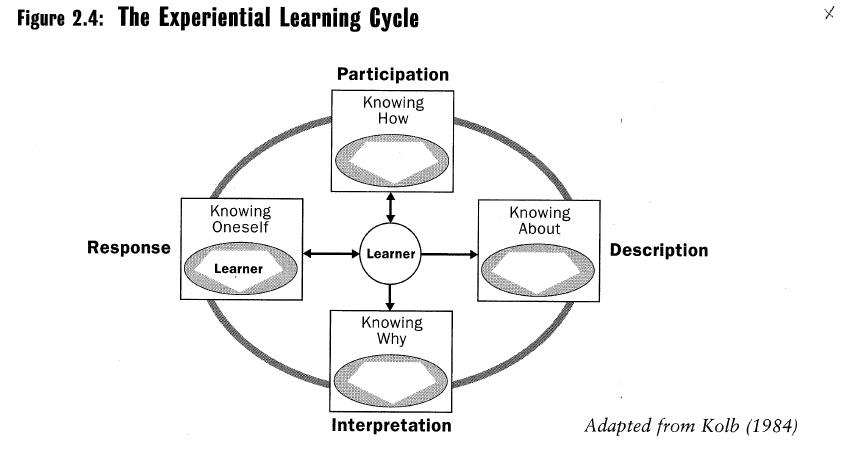 Figure 2.4: The Experiential Learning Cycle
x
Participation
Knowing
How
Knowing
Oneself
Learner
Response
Learner
Knowing
About
Description
Knowing
Why
Interpretation
Adapted from Kolb (1984)